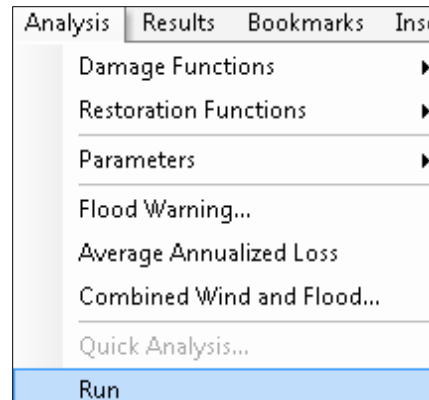 Analysis Results Bookmarks
Damage Functions
Restoration Functions
Parameters
Flood Warning...
Average Annualized Loss
Combined Wind and Flood...
Quick Analysis...
Run